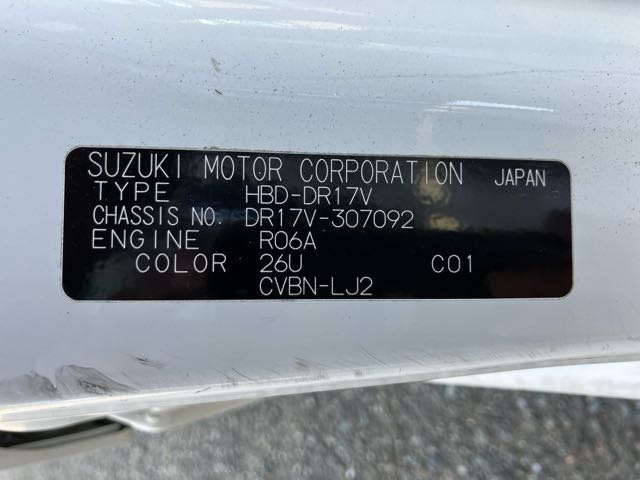 SUZUKI MOTOR CORPORATION JAPAN
TYPE HBD-DR17V
CHASSIS NO. DR17V-307092
ENGINE R06A
COLOR 26U C01
CVBN-LJ2